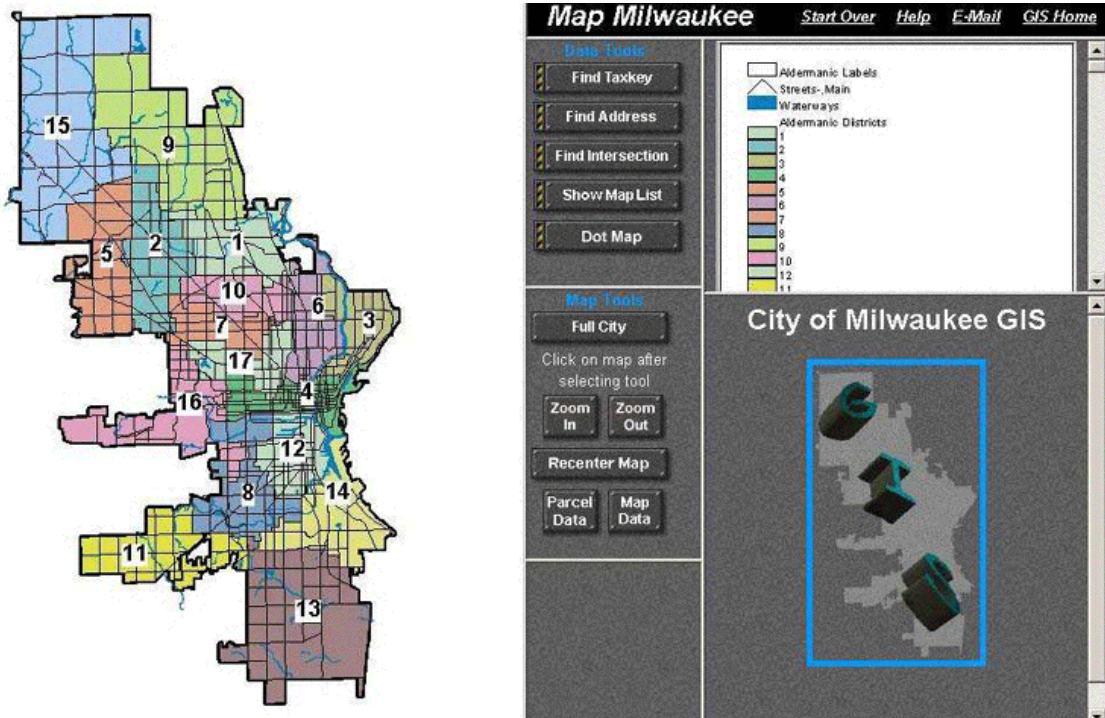 15
9
5
2
1
10
6
3
7
17
4
16
12
8
14
11
13
Map Milwaukee
Start Over Help E-Mail GIS Home
Data Tools
Find Taxkey
Find Address
Find Intersection
Show Map List
Dot Map
Aldermanic Labels
Streets-,Main
Waterways
Aldermanic Districts
1
2
3
4
5
6
7
8
9
10
12
11
Map Tools
Full City
Click on map after
selecting tool
Zoom In
Zoom Out
Recenter Map
Parcel Data
Map Data
City of Milwaukee GIS
G
I
S